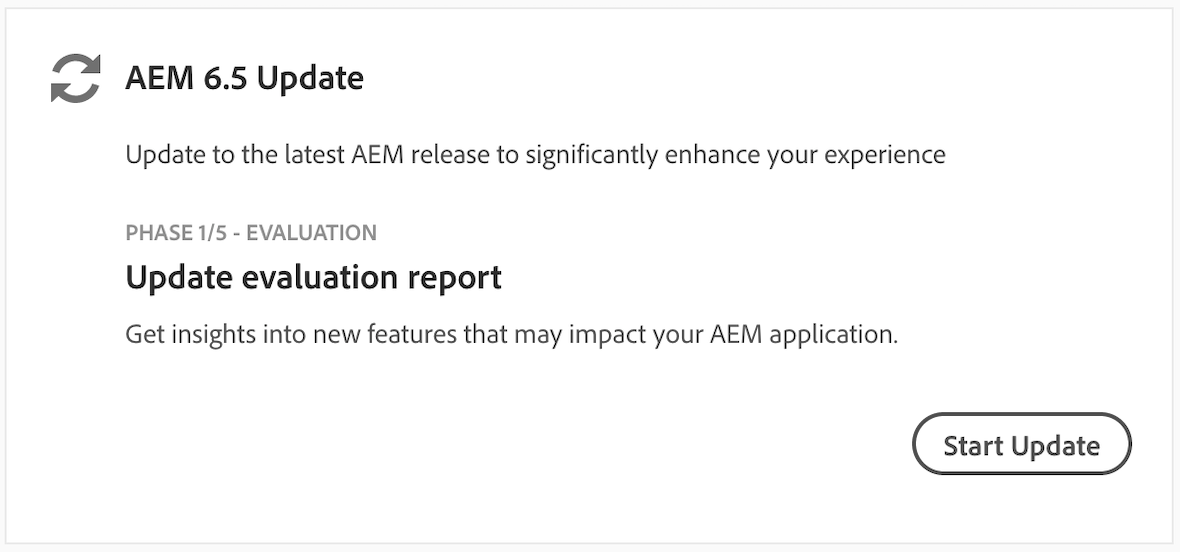 AEM 6.5 Update
Update to the latest AEM release to significantly enhance your experience
PHASE 1/5 - EVALUATION
Update evaluation report
Get insights into new features that may impact your AEM application.
Start Update